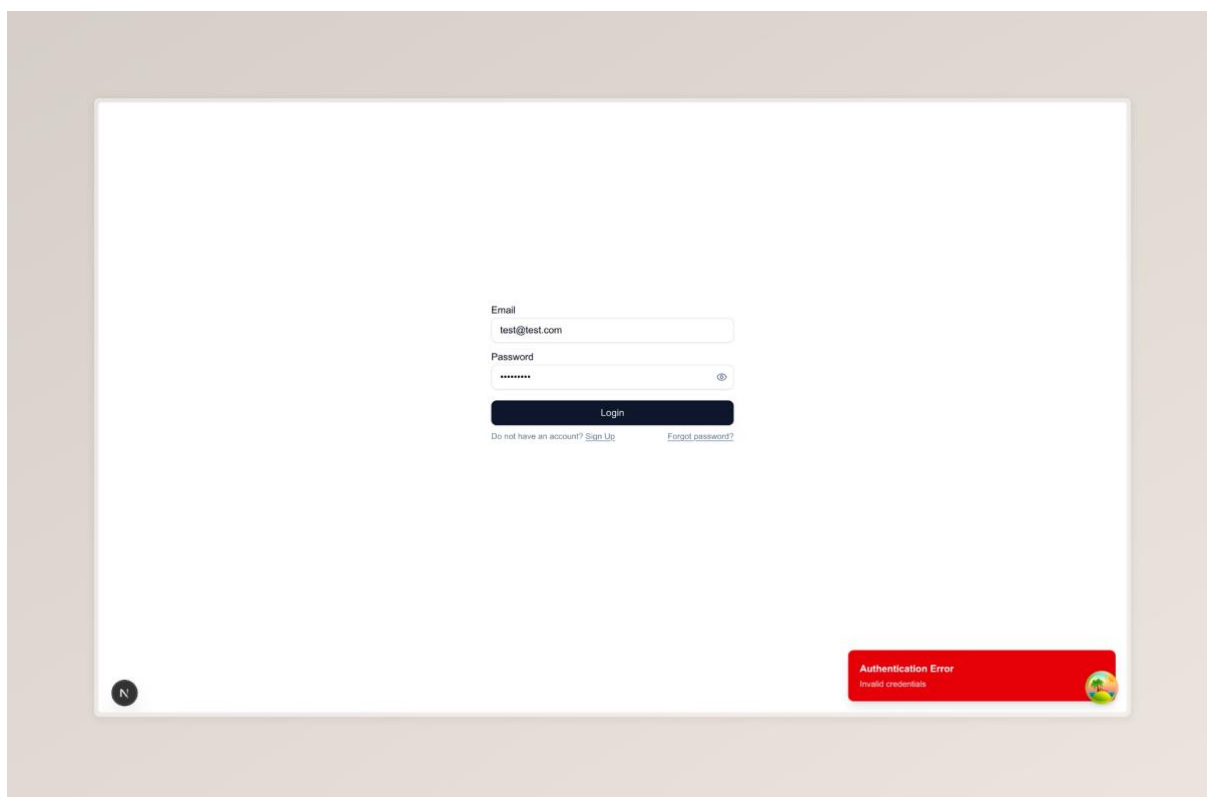 Email
test@test.com
Password
•••••••••
Login
Do not have an account? Sign Up
Forgot password?
Authentication Error
Invalid credentials
N